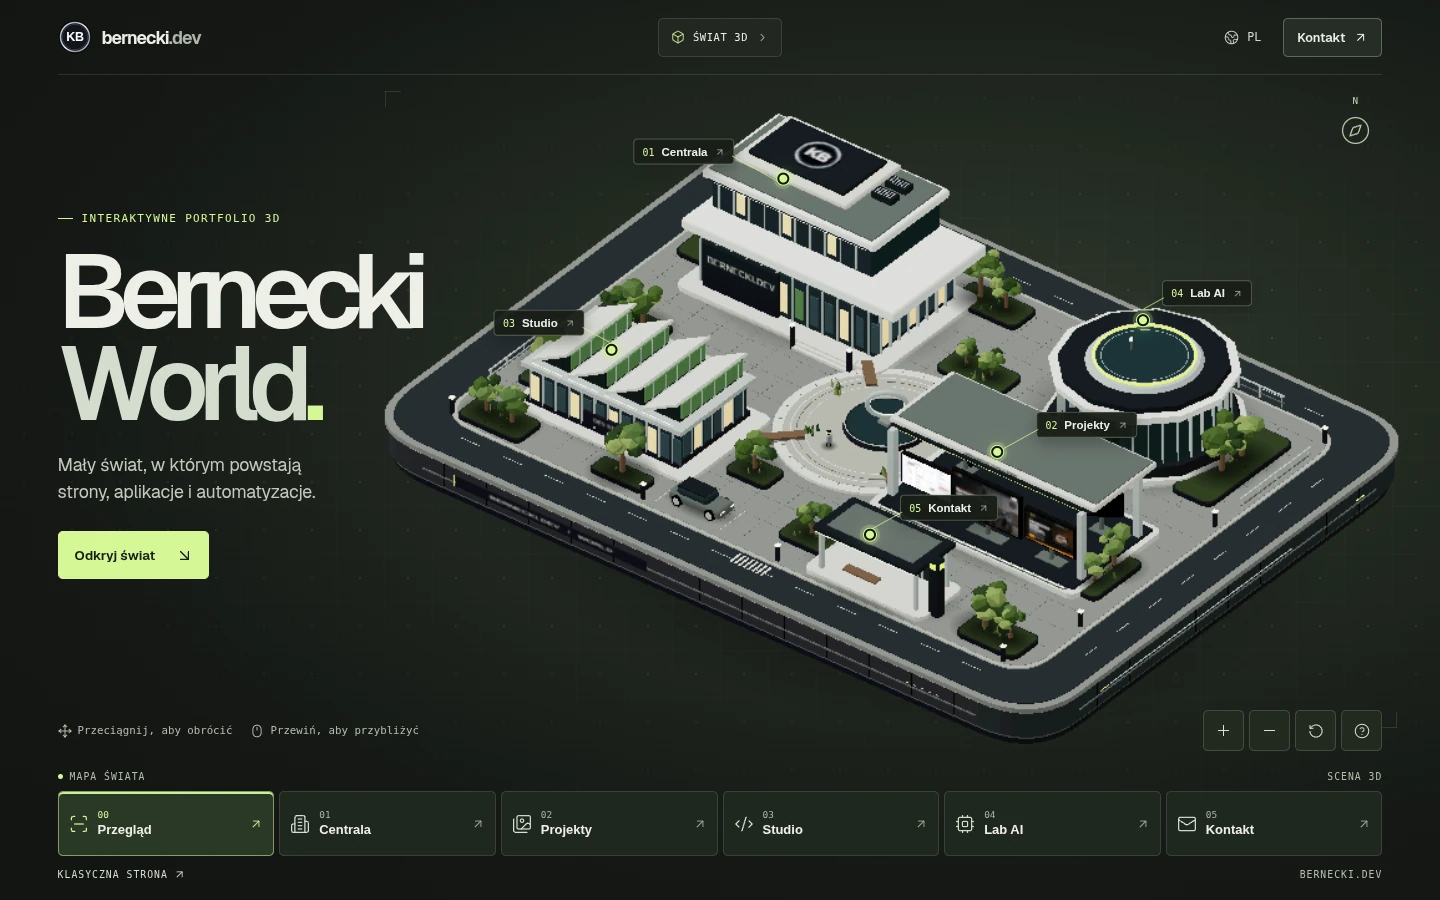 KB bernecki.dev
ŚWIAT 3D
PL
Kontakt
N
KB
01 Centrala
BERNECKI.DEV
INTERAKTYWNE PORTFOLIO 3D
Bernecki
World.
04 Lab AI
03 Studio
02 Projekty
05 Kontakt
Mały świat, w którym powstają
strony, aplikacje i automatyzacje.
Odkryj świat
Przeciągnij, aby obrócić
Przewiń, aby przybliżyć
MAPA ŚWIATA
SCENA 3D
00
Przegląd
01
Centrala
02
Projekty
03
Studio
04
Lab AI
05
Kontakt
KLASYCZNA STRONA
BERNECKI.DEV